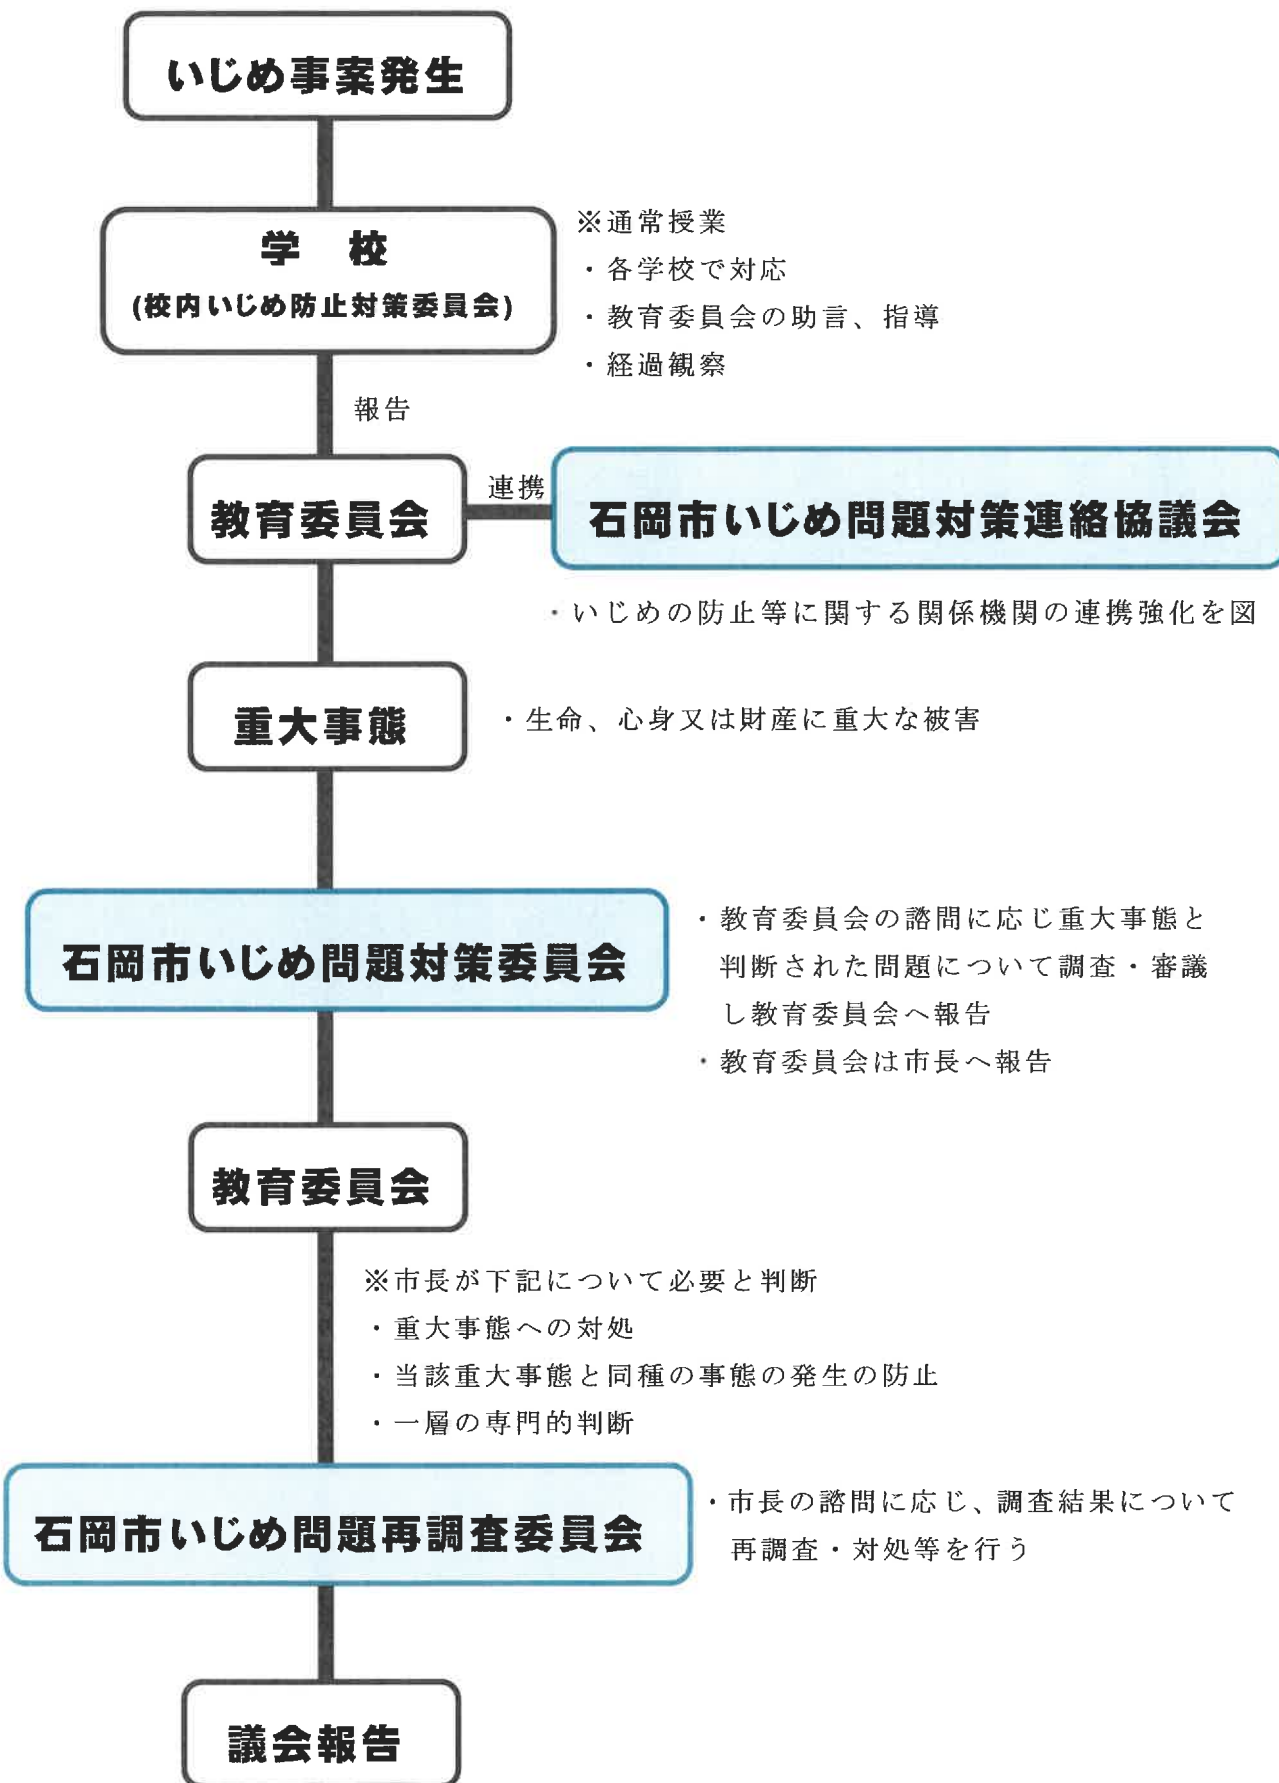 いじめ事案発生
学　校
(校内いじめ防止対策委員会)
※通常授業
・各学校で対応
・教育委員会の助言、指導
・経過観察
報告
教育委員会
連携
石岡市いじめ問題対策連絡協議会
・いじめの防止等に関する関係機関の連携強化を図
重大事態
・生命、心身又は財産に重大な被害
石岡市いじめ問題対策委員会
・教育委員会の諮問に応じ重大事態と
判断された問題について調査・審議
し教育委員会へ報告
・教育委員会は市長へ報告
教育委員会
※市長が下記について必要と判断
・重大事態への対処
・当該重大事態と同種の事態の発生の防止
・一層の専門的判断
石岡市いじめ問題再調査委員会
・市長の諮問に応じ、調査結果について
再調査・対処等を行う
議会報告